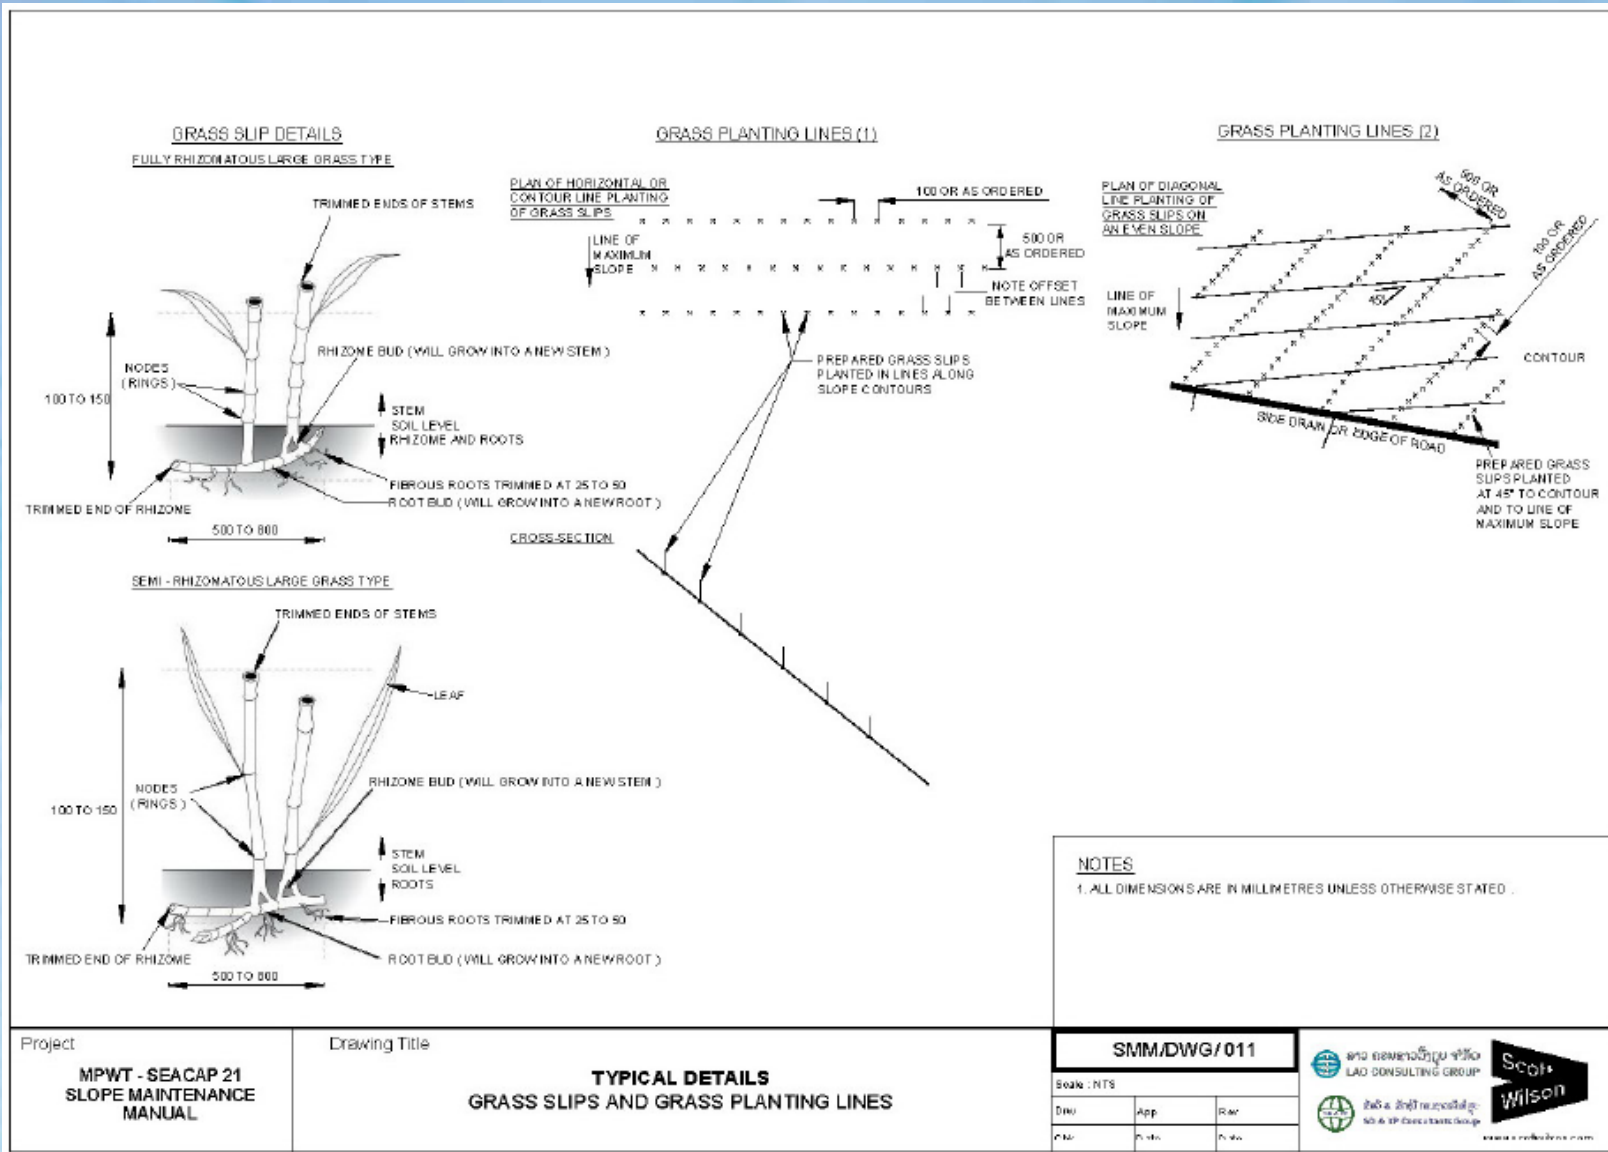 GRASS SLIP DETAILS
FULLY RHIZOMATOUS LARGE GRASS TYPE
TRIMMED ENDS OF STEMS
RHIZOME BUD (WILL GROW INTO A NEW STEM)
NODES
(RINGS)
100 TO 150
STEM
SOIL LEVEL
RHIZOME AND ROOTS
FIBROUS ROOTS TRIMMED AT 25 TO 50
ROOT BUD (WILL GROW INTO A NEW ROOT)
TRIMMED END OF RHIZOME
500 TO 800
SEMI - RHIZOMATOUS LARGE GRASS TYPE
TRIMMED ENDS OF STEMS
LEAF
NODES
(RINGS)
RHIZOME BUD (WILL GROW INTO A NEW STEM)
100 TO 150
STEM
SOIL LEVEL
ROOTS
FIBROUS ROOTS TRIMMED AT 25 TO 50
TRIMMED END OF RHIZOME
ROOT BUD (WILL GROW INTO A NEW ROOT)
500 TO 800
GRASS PLANTING LINES (1)
PLAN OF HORIZONTAL OR
CONTOUR LINE PLANTING
OF GRASS SLIPS
100 OR AS ORDERED
LINE OF
MAXIMUM
SLOPE
500 OR
AS ORDERED
NOTE OFFSET
BETWEEN LINES
PREPARED GRASS SLIPS
PLANTED IN LINES ALONG
SLOPE CONTOURS
CROSS-SECTION
GRASS PLANTING LINES (2)
PLAN OF DIAGONAL
LINE PLANTING OF
GRASS SLIPS ON
AN EVEN SLOPE
500 OR
AS ORDERED
100 OR
AS ORDERED
45°
LINE OF
MAXIMUM
SLOPE
CONTOUR
SIDE DRAIN OR EDGE OF ROAD
PREPARED GRASS
SLIPS PLANTED
AT 45° TO CONTOUR
AND TO LINE OF
MAXIMUM SLOPE
NOTES
1. ALL DIMENSIONS ARE IN MILLIMETRES UNLESS OTHERWISE STATED .
Project
MPWT - SEACAP 21
SLOPE MAINTENANCE
MANUAL
Drawing Title
TYPICAL DETAILS
GRASS SLIPS AND GRASS PLANTING LINES
SMM/DWG/ 011
Scale : NTS
App
Rev
LAO CONSULTING GROUP
Consultants Group
Scott
Wilson